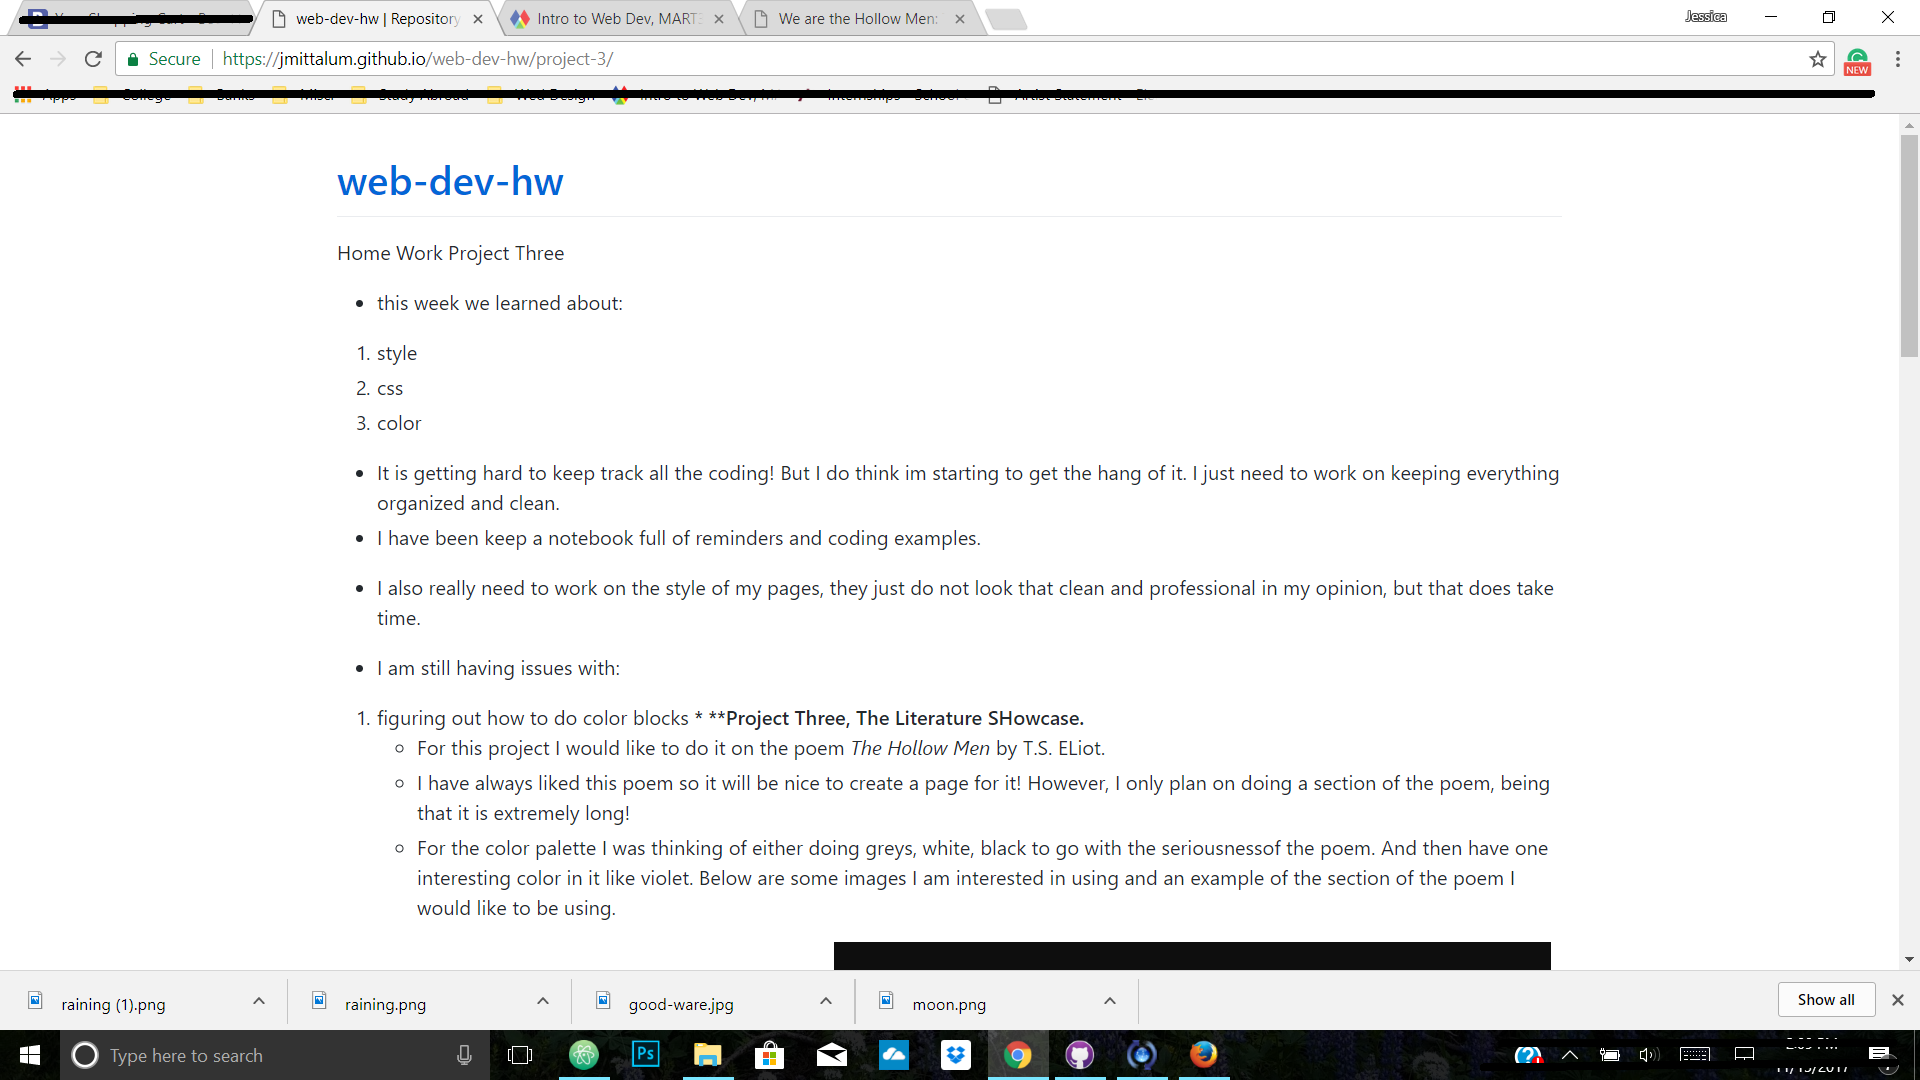 web-dev-hw | Repository
Intro to Web Dev, MART
We are the Hollow Men:
Jessica
Secure
https://jmittalum.github.io/web-dev-hw/project-3/
NEW
web-dev-hw
Home Work Project Three
• this week we learned about:
1. style
2. css
3. color
• It is getting hard to keep track all the coding! But I do think im starting to get the hang of it. I just need to work on keeping everything
organized and clean.
• I have been keep a notebook full of reminders and coding examples.
• I also really need to work on the style of my pages, they just do not look that clean and professional in my opinion, but that does take
time.
• I am still having issues with:
1. figuring out how to do color blocks * **Project Three, The Literature SHowcase.
◦ For this project I would like to do it on the poem The Hollow Men by T.S. ELiot.
◦ I have always liked this poem so it will be nice to create a page for it! However, I only plan on doing a section of the poem, being
that it is extremely long!
◦ For the color palette I was thinking of either doing greys, white, black to go with the seriousnessof the poem. And then have one
interesting color in it like violet. Below are some images I am interested in using and an example of the section of the poem I
would like to be using.
raining (1).png
raining.png
good-ware.jpg
moon.png
Show all
Type here to search
Ps